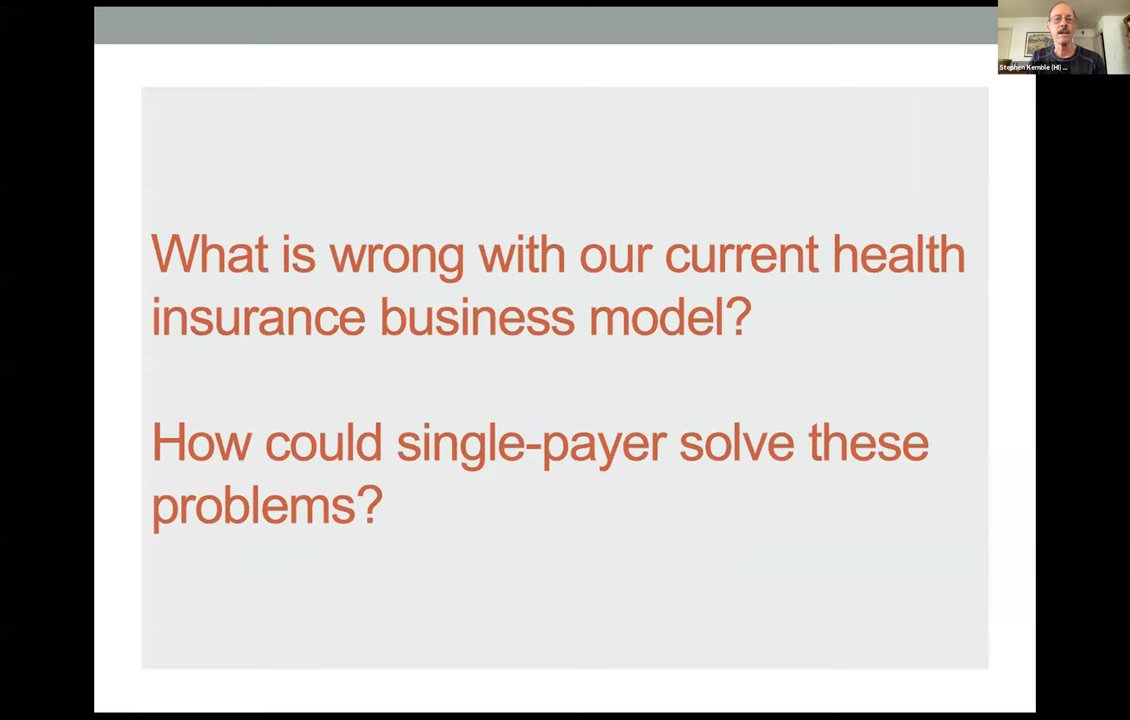 Stephen Kemble (HI) ...
What is wrong with our current health
insurance business model?
How could single-payer solve these
problems?